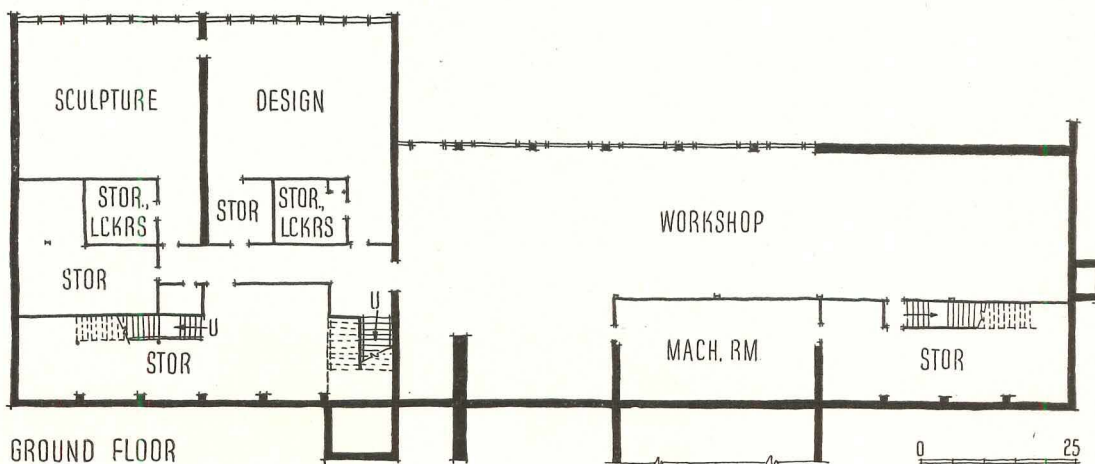 SCULPTURE
DESIGN
STOR.,
LCKRS
STOR
STOR.,
LCKRS
WORKSHOP
STOR
U
U
STOR
MACH. RM
STOR
GROUND FLOOR
0 25